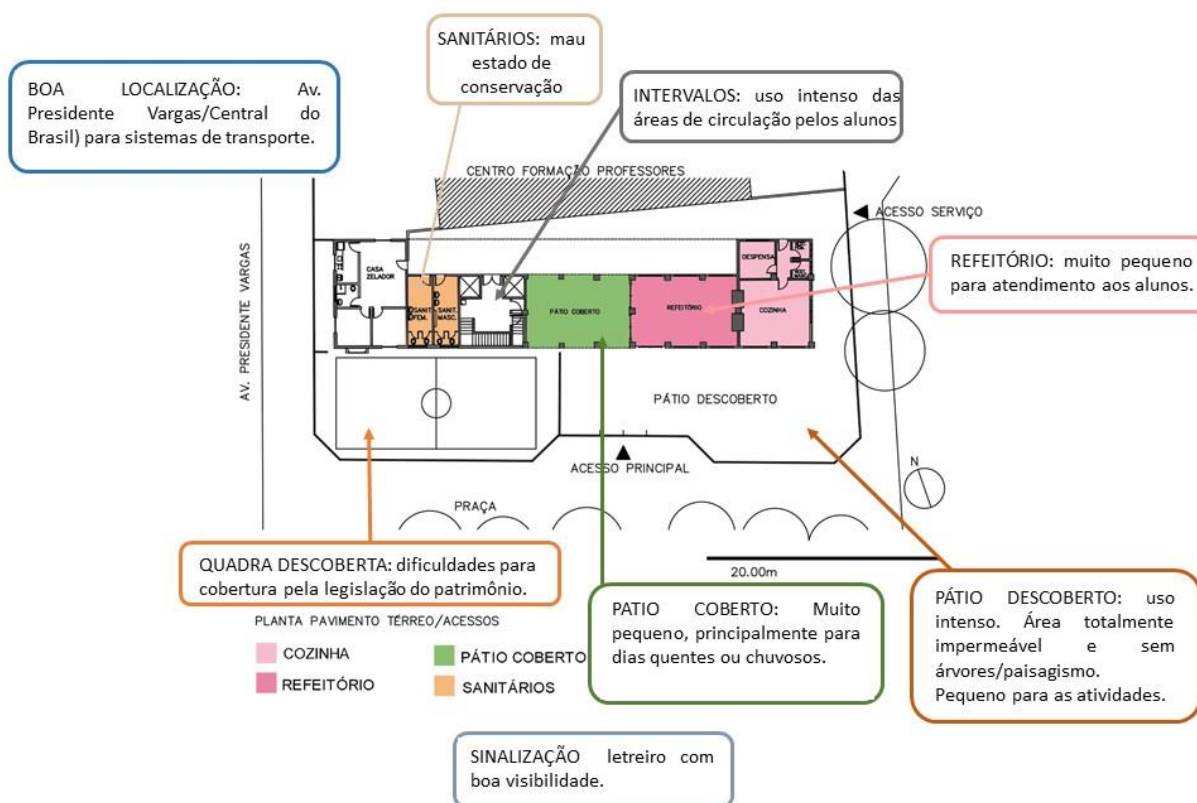 SANITÁRIOS: mau
estado de
conservação
BOA LOCALIZAÇÃO: Av.
Presidente Vargas/Central do
Brasil) para sistemas de transporte.
INTERVALOS: uso intenso das
áreas de circulação pelos alunos
CENTRO FORMAÇÃO PROFESSORES
ACESSO SERVIÇO
REFEITÓRIO: muito pequeno
para atendimento aos alunos.
AV. PRESIDENTE VARGAS
CASA
ZELADOR
SANIT.
FEM.
SANIT.
MASC.
PÁTIO COBERTO
REFEITÓRIO
DESPENSA
COZINHA
PÁTIO DESCOBERTO
ACESSO PRINCIPAL
N
PRAÇA
20.00m
QUADRA DESCOBERTA: dificuldades para
cobertura pela legislação do patrimônio.
PATIO COBERTO: Muito
pequeno, principalmente para
dias quentes ou chuvosos.
PÁTIO DESCOBERTO: uso
intenso. Área totalmente
impermeável e sem
árvores/paisagismo.
Pequeno para as atividades.
PLANTA PAVIMENTO TÉRREO/ACESSOS
COZINHA
PÁTIO COBERTO
REFEITÓRIO
SANITÁRIOS
SINALIZAÇÃO letreiro com
boa visibilidade.